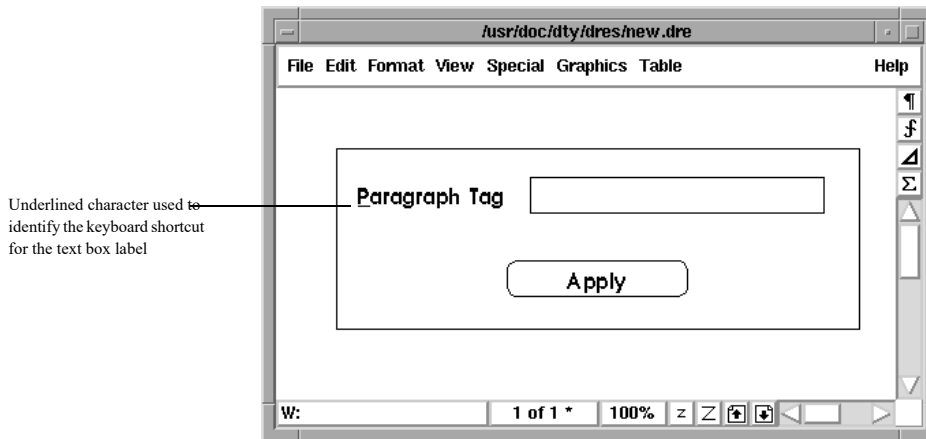 /usr/doc/dty/dres/new.dre
File Edit Format View Special Graphics Table Help
¶
Σ
Underlined character used to
identify the keyboard shortcut
for the text box label
Paragraph Tag
Apply
W: 1 of 1 * 100% z Z